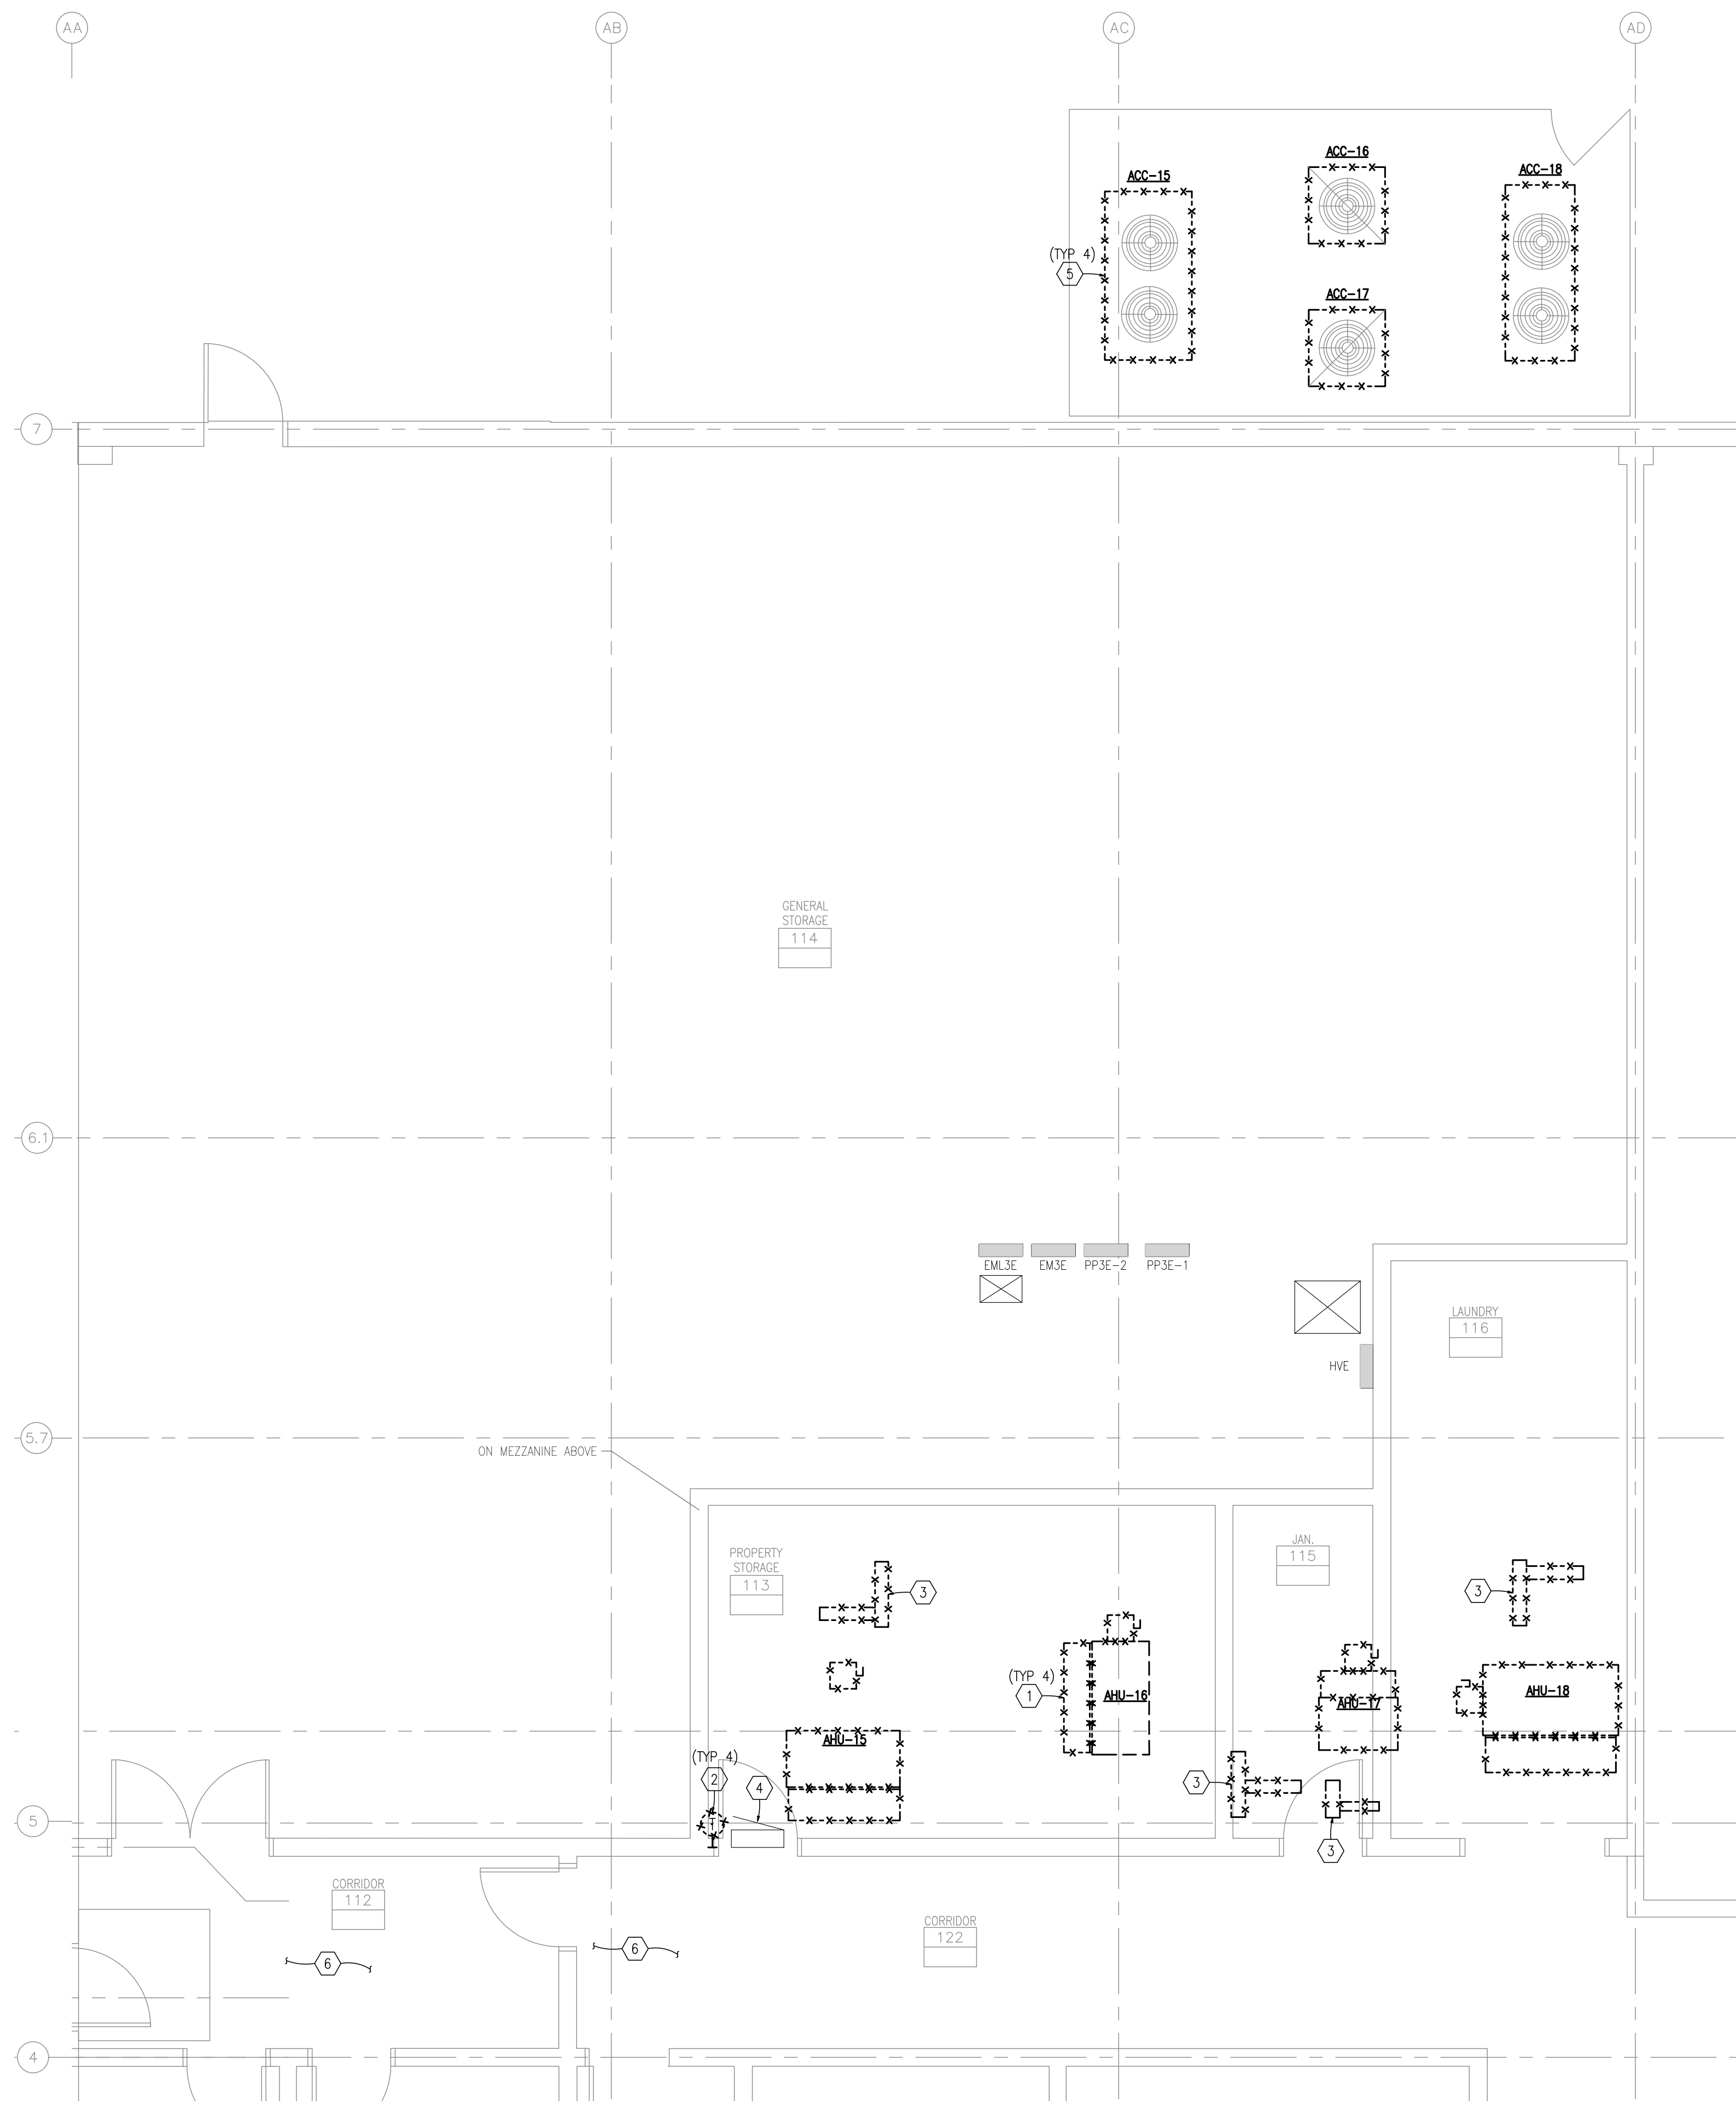 AA
AB
AC
AD
ACC-16
ACC-18
ACC-15
(TYP 4)
5
ACC-17
7
GENERAL
STORAGE
114
6.1
EML3E
EM3E
PP3E-2
PP3E-1
LAUNDRY
116
HVE
5.7
ON MEZZANINE ABOVE
JAN.
115
PROPERTY
STORAGE
113
3
3
(TYP 4)
1
AHU-16
AHU-17
AHU-18
AHU-15
(TYP 4)
2
4
3
5
3
CORRIDOR
112
CORRIDOR
122
6
6
4